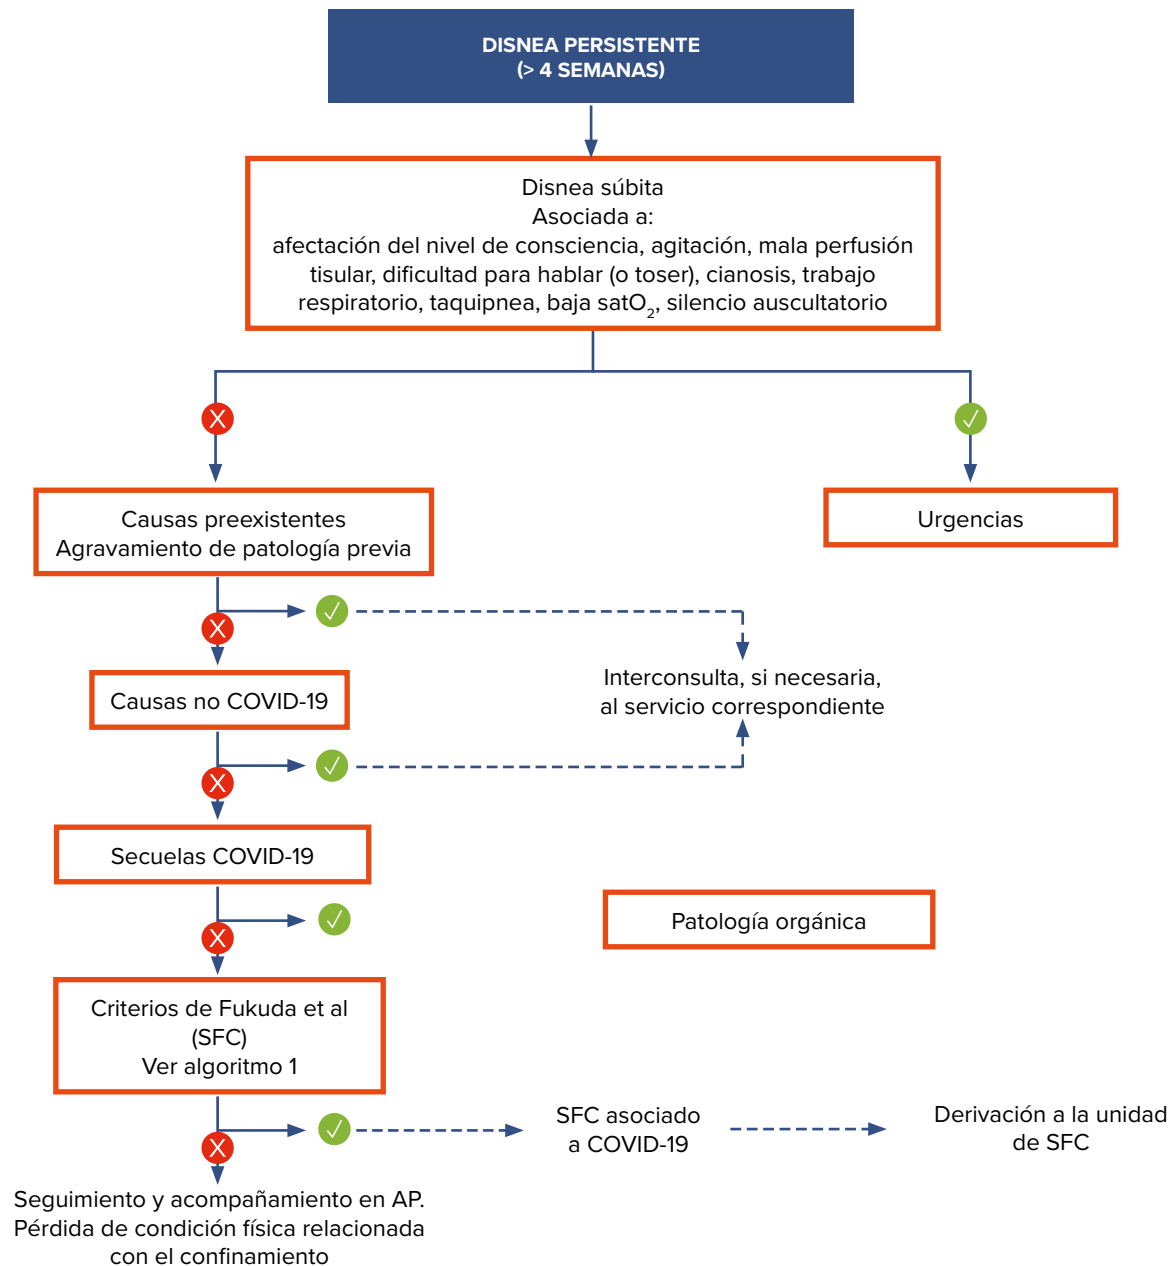 DISNEA PERSISTENTE
(> 4 SEMANAS)
Disnea súbita
Asociada a:
afectación del nivel de consciencia, agitación, mala perfusión
tisular, dificultad para hablar (o toser), cianosis, trabajo
respiratorio, taquipnea, baja satO₂, silencio auscultatorio
X
✓
Causas preexistentes
Agravamiento de patología previa
Urgencias
✓
X
Interconsulta, si necesaria,
al servicio correspondiente
Causas no COVID-19
✓
X
Secuelas COVID-19
✓
X
Patología orgánica
Criterios de Fukuda et al
(SFC)
Ver algoritmo 1
✓
X
SFC asociado
a COVID-19
Derivación a la unidad
de SFC
Seguimiento y acompañamiento en AP.
Pérdida de condición física relacionada
con el confinamiento